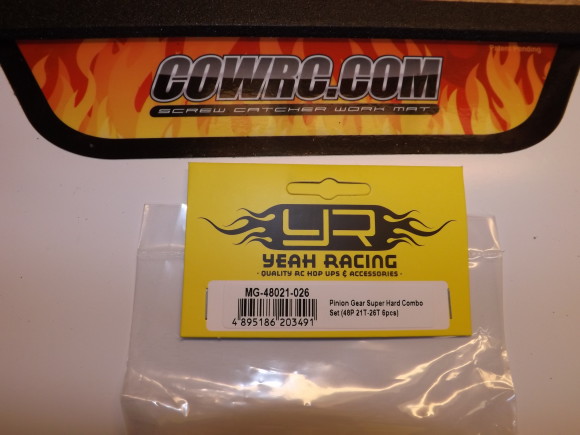 COWRC.COM
SCREW CATCHER WORK MAT
YR
YEAH RACING
· QUALITY RC HOP UPS & ACCESSORIES ·
MG-48021-026
Pinion Gear Super Hard Combo
Set (48P 21T-26T 6pcs)
4 895186 203491